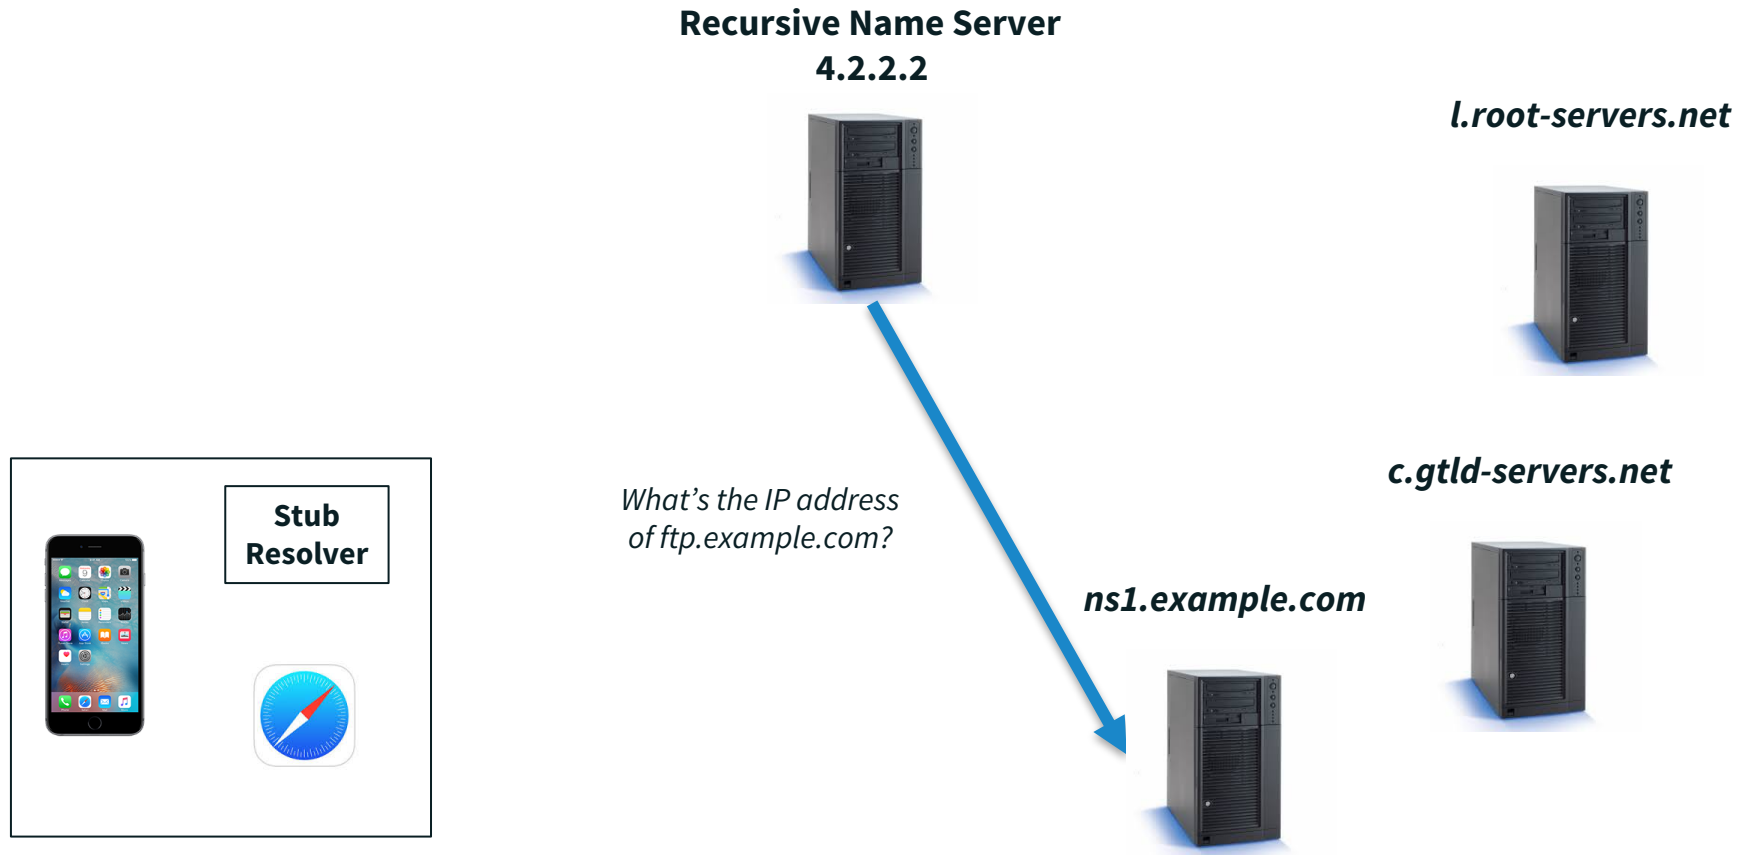 Recursive Name Server
4.2.2.2
l.root-servers.net
c.gtld-servers.net
Stub
Resolver
What’s the IP address
of ftp.example.com?
ns1.example.com